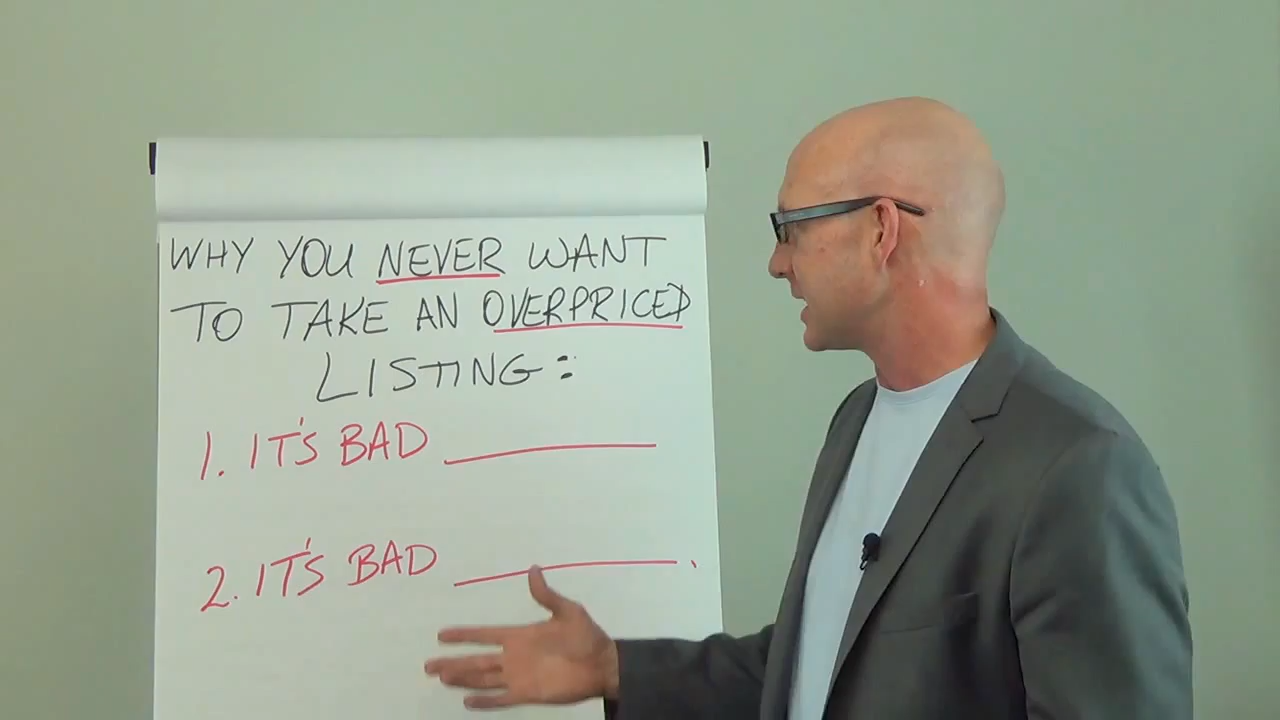 WHY YOU NEVER WANT
TO TAKE AN OVERPRICED
LISTING:
1. IT'S BAD
2. IT'S BAD